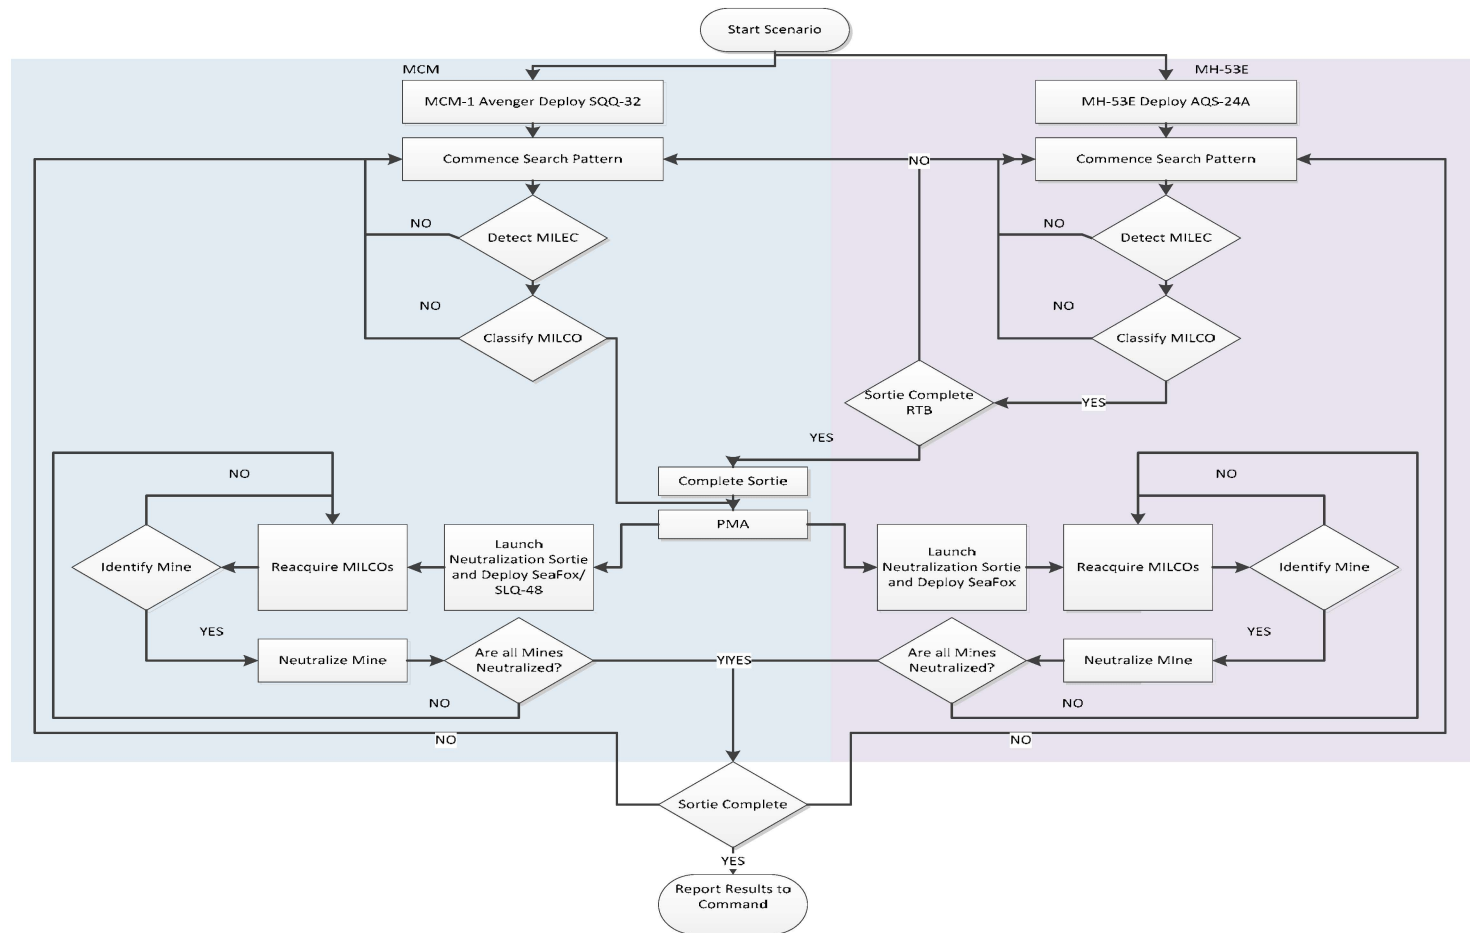 Start Scenario
MCM
MH-53E
MCM-1 Avenger Deploy SQQ-32
MH-53E Deploy AQS-24A
Commence Search Pattern
NO
Commence Search Pattern
NO
Detect MILEC
NO
Detect MILEC
NO
Classify MILCO
NO
Classify MILCO
Sortie Complete
RTB
YES
YES
Complete Sortie
NO
NO
PMA
Identify Mine
Reacquire MILCOs
Launch
Neutralization Sortie
and Deploy SeaFox/
SLQ-48
Launch
Neutralization Sortie
and Deploy SeaFox
Reacquire MILCOs
Identify Mine
YES
YES
Neutralize Mine
Are all Mines
Neutralized?
YIYES
Are all Mines
Neutralized?
Neutralize MIne
NO
NO
NO
NO
Sortie Complete
YES
Report Results to
Command